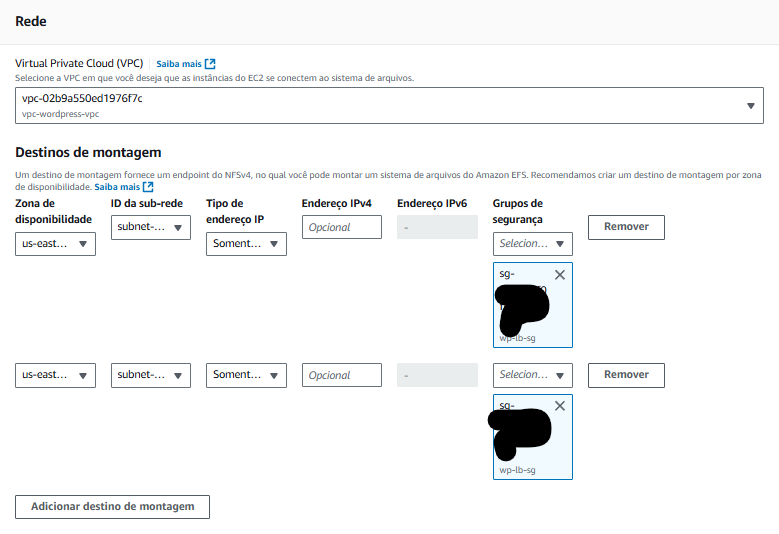 Rede
Virtual Private Cloud (VPC) | Saiba mais
Selecione a VPC em que você deseja que as instâncias do EC2 se conectem ao sistema de arquivos.
vpc-02b9a550ed1976f7c
vpc-wordpress-vpc
Destinos de montagem
Um destino de montagem fornece um endpoint do NFSv4, no qual você pode montar um sistema de arquivos do Amazon EFS. Recomendamos criar um destino de montagem por zona
de disponibilidade. Saiba mais
Zona de disponibilidade
ID da sub-rede
Tipo de endereço IP
Endereço IPv4
Endereço IPv6
Grupos de segurança
us-east...
subnet-...
Soment...
Opcional
-
Selecion...
Remover
sg-
wp-lb-sg
us-east...
subnet-...
Soment...
Opcional
-
Selecion...
Remover
sg-
wp-lb-sg
Adicionar destino de montagem